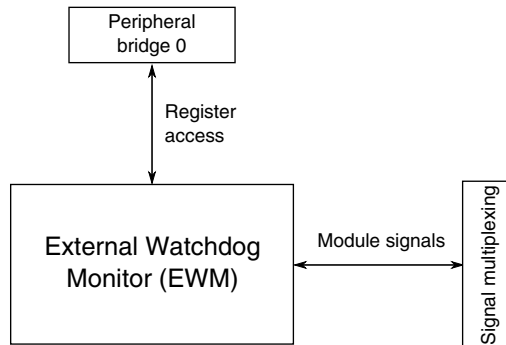 Peripheral
bridge 0
Register
access
External Watchdog
Monitor (EWM)
Module signals
Signal multiplexing